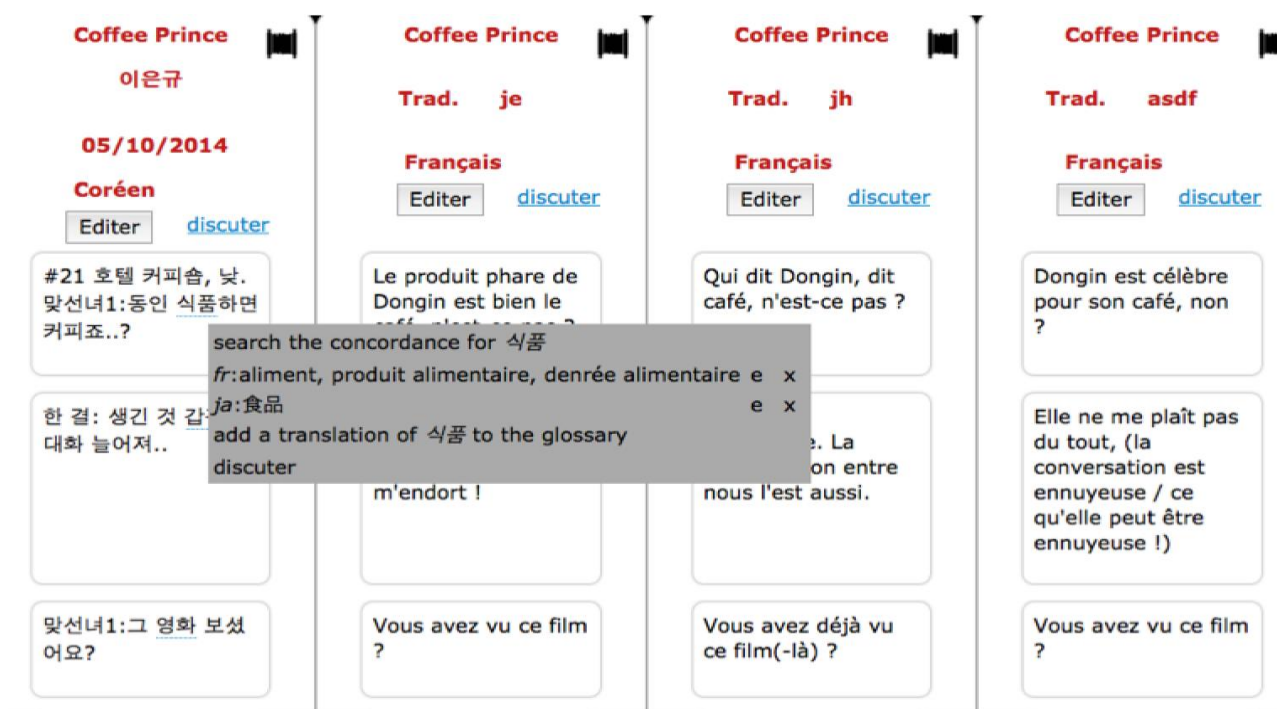 Coffee Prince
이은규
05/10/2014
Coréen
Editer discuter
#21 호텔 커피숍, 낮.
맞선녀1:동인 식품하면
커피죠..?
한 결: 생긴 것
대화 늘어져..
맞선녀1:그 영화 보셨
어요?
Coffee Prince
Trad. je
Français
Editer discuter
Le produit phare de
Dongin est bien le
café, n'est-ce pas ?
m'endort !
Vous avez vu ce film
?
search the concordance for 식품
fr:aliment, produit alimentaire, denrée alimentaire e x
ja:食品 e x
add a translation of 식품 to the glossary
discuter
Coffee Prince
Trad. jh
Français
Editer discuter
Qui dit Dongin, dit
café, n'est-ce pas ?
La
entre
nous l'est aussi.
Vous avez déjà vu
ce film(-là) ?
Coffee Prince
Trad. asdf
Français
Editer discuter
Dongin est célèbre
pour son café, non
?
Elle ne me plaît pas
du tout, (la
conversation est
ennuyeuse / ce
qu'elle peut être
ennuyeuse !)
Vous avez vu ce film
?